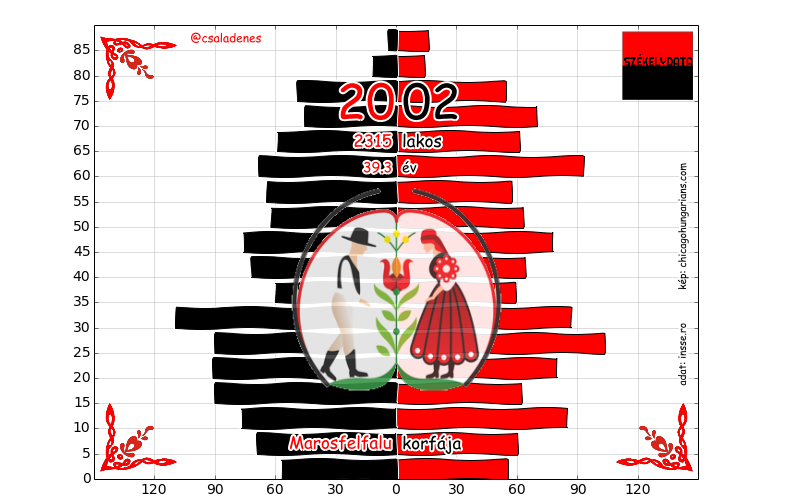 @csaladenes
SZÉKELYDATA
2002
2315 lakos
39.3 év
kép: chicagohungarians.com
adat: insse.ro
Marosfelfalu korfája
85
80
75
70
65
60
55
50
45
40
35
30
25
20
15
10
5
0
120 90 60 30 0 30 60 90 120